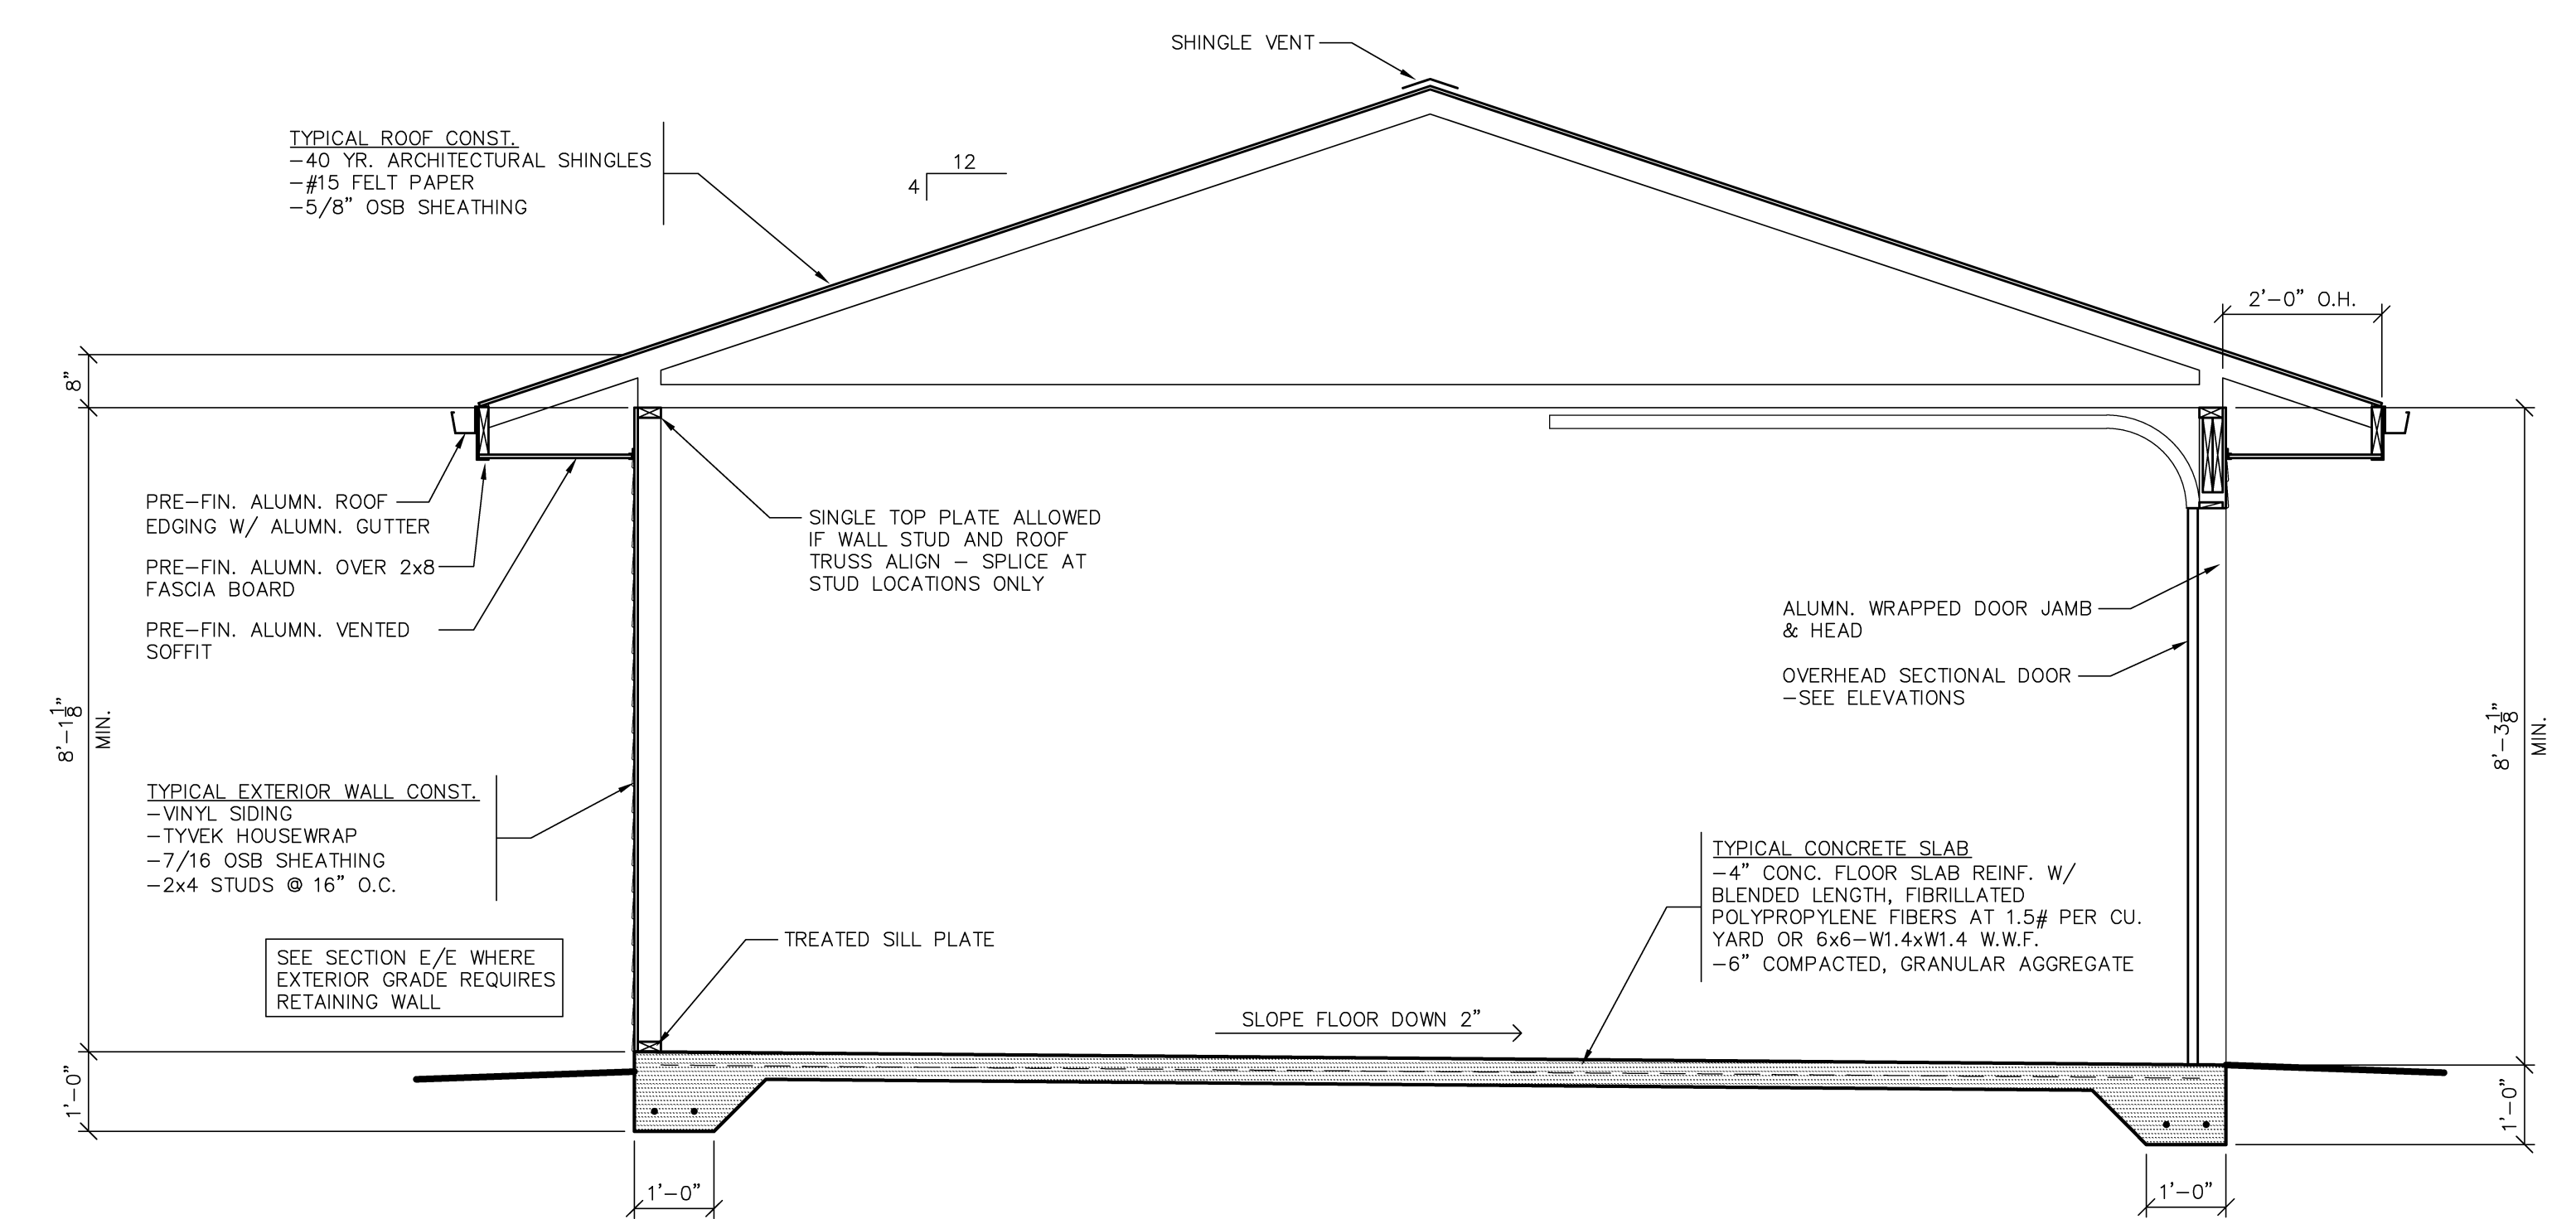 SHINGLE VENT
TYPICAL ROOF CONST.
-40 YR. ARCHITECTURAL SHINGLES
-#15 FELT PAPER
-5/8" OSB SHEATHING
12
4
2'-0" O.H.
8"
PRE-FIN. ALUMN. ROOF
EDGING W/ ALUMN. GUTTER
PRE-FIN. ALUMN. OVER 2x8
FASCIA BOARD
PRE-FIN. ALUMN. VENTED
SOFFIT
SINGLE TOP PLATE ALLOWED
IF WALL STUD AND ROOF
TRUSS ALIGN - SPLICE AT
STUD LOCATIONS ONLY
ALUMN. WRAPPED DOOR JAMB
& HEAD
OVERHEAD SECTIONAL DOOR
-SEE ELEVATIONS
8'-1 1/8"
MIN.
8'-3 1/8"
MIN.
TYPICAL EXTERIOR WALL CONST.
-VINYL SIDING
-TYVEK HOUSEWRAP
-7/16 OSB SHEATHING
-2x4 STUDS @ 16" O.C.
SEE SECTION E/E WHERE
EXTERIOR GRADE REQUIRES
RETAINING WALL
TREATED SILL PLATE
TYPICAL CONCRETE SLAB
-4" CONC. FLOOR SLAB REINF. W/
BLENDED LENGTH, FIBRILLATED
POLYPROPYLENE FIBERS AT 1.5# PER CU.
YARD OR 6x6-W1.4xW1.4 W.W.F.
-6" COMPACTED, GRANULAR AGGREGATE
SLOPE FLOOR DOWN 2"
1'-0"
1'-0"
1'-0"
1'-0"